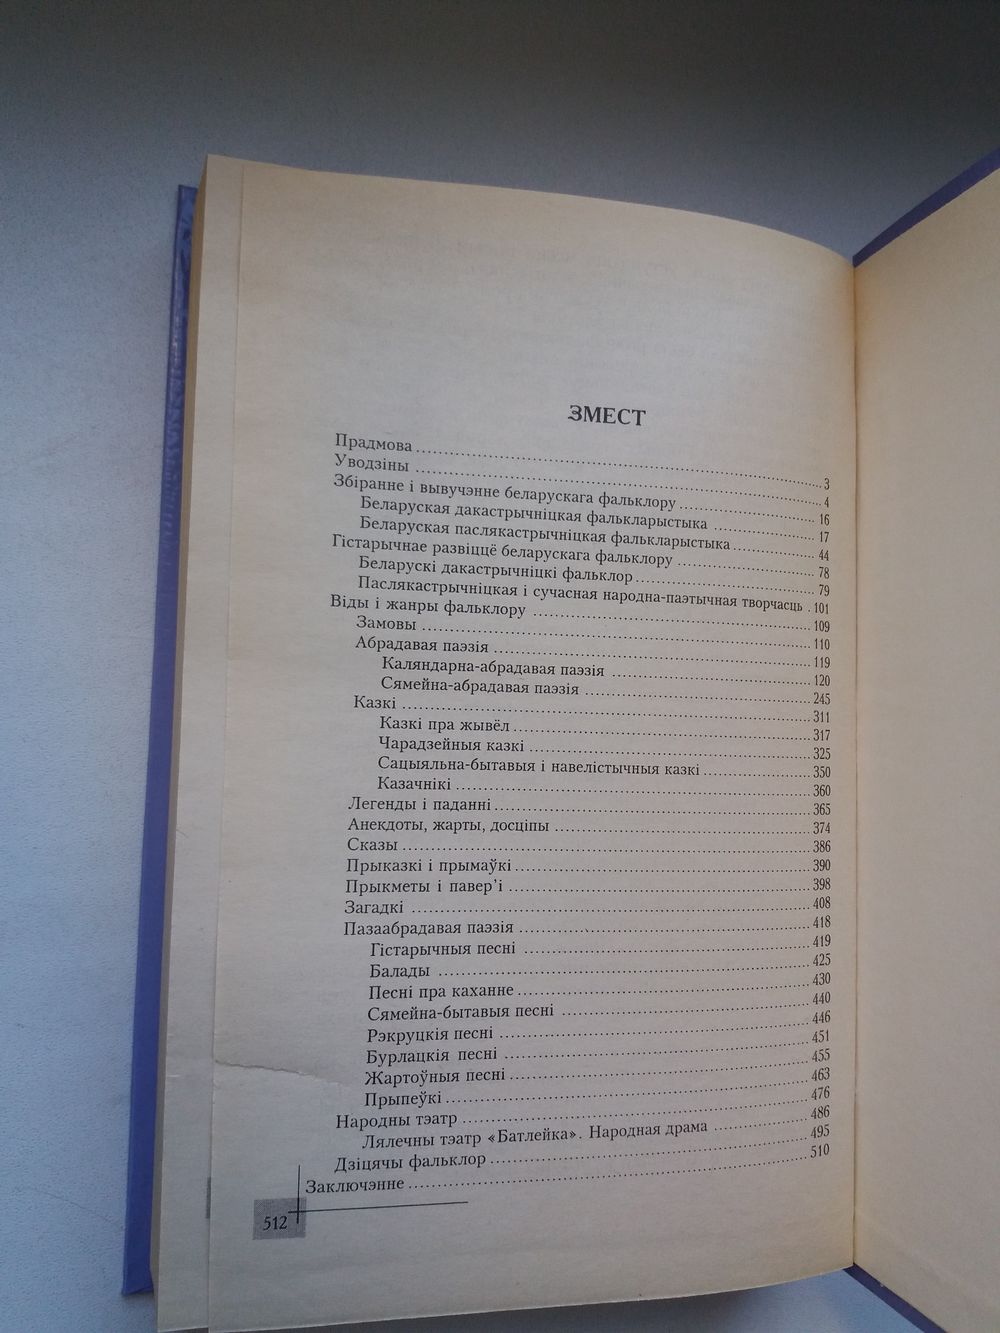 ЗМЕСТ
Прадмова ........ 3
Уводзіны ........ 4
Збіранне і вывучэнне беларускага фальклору ........ 16
Беларуская дакастрычніцкая фалькларыстыка ........ 17
Беларуская паслякастрычніцкая фалькларыстыка ........ 44
Гістарычнае развіццё беларускага фальклору ........ 78
Беларускі дакастрычніцкі фальклор ........ 79
Паслякастрычніцкая і сучасная народна-паэтычная творчасць . 101
Віды і жанры фальклору ........ 109
Замовы ........ 110
Абрадавая паэзія ........ 119
Каляндарна-абрадавая паэзія ........ 120
Сямейна-абрадавая паэзія ........ 245
Казкі ........ 311
Казкі пра жывёл ........ 317
Чарадзейныя казкі ........ 325
Сацыяльна-бытавыя і навелістычныя казкі ........ 350
Казачнікі ........ 360
Легенды і паданні ........ 365
Анекдоты, жарты, досціпы ........ 374
Сказы ........ 386
Прыказкі і прымаўкі ........ 390
Прыкметы і павер'і ........ 398
Загадкі ........ 408
Пазаабрадавая паэзія ........ 418
Гістарычныя песні ........ 419
Балады ........ 425
Песні пра каханне ........ 430
Сямейна-бытавыя песні ........ 440
Рэкруцкія песні ........ 446
Бурлацкія песні ........ 451
Жартоўныя песні ........ 455
Прыпеўкі ........ 463
Народны тэатр ........ 476
Лялечны тэатр «Батлейка». Народная драма ........ 486
Дзіцячы фальклор ........ 495
Заключэнне ........ 510
512